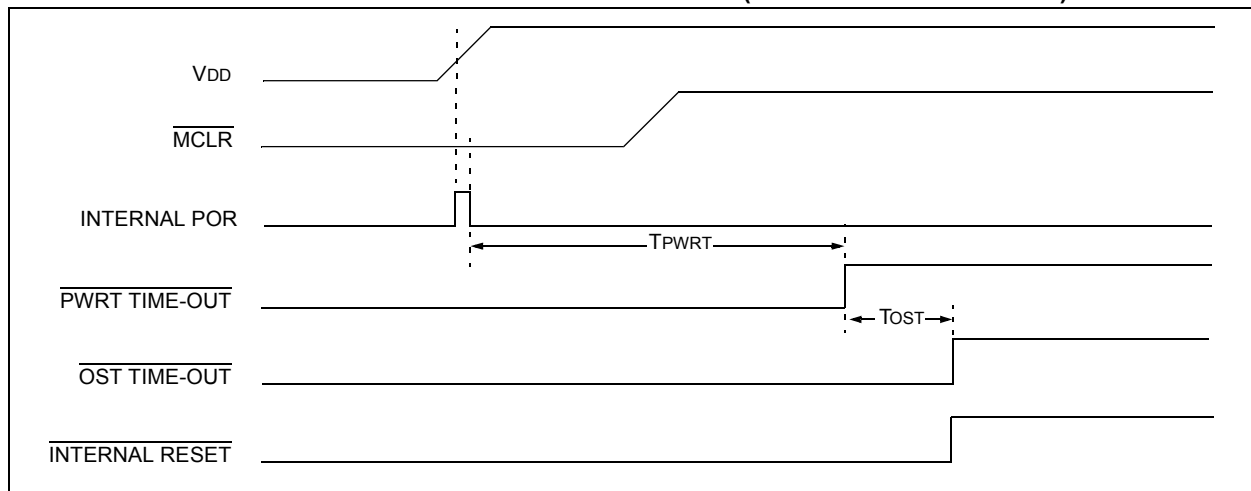 VDD
MCLR
INTERNAL POR
TPWRT
PWRT TIME-OUT
TOST
OST TIME-OUT
INTERNAL RESET